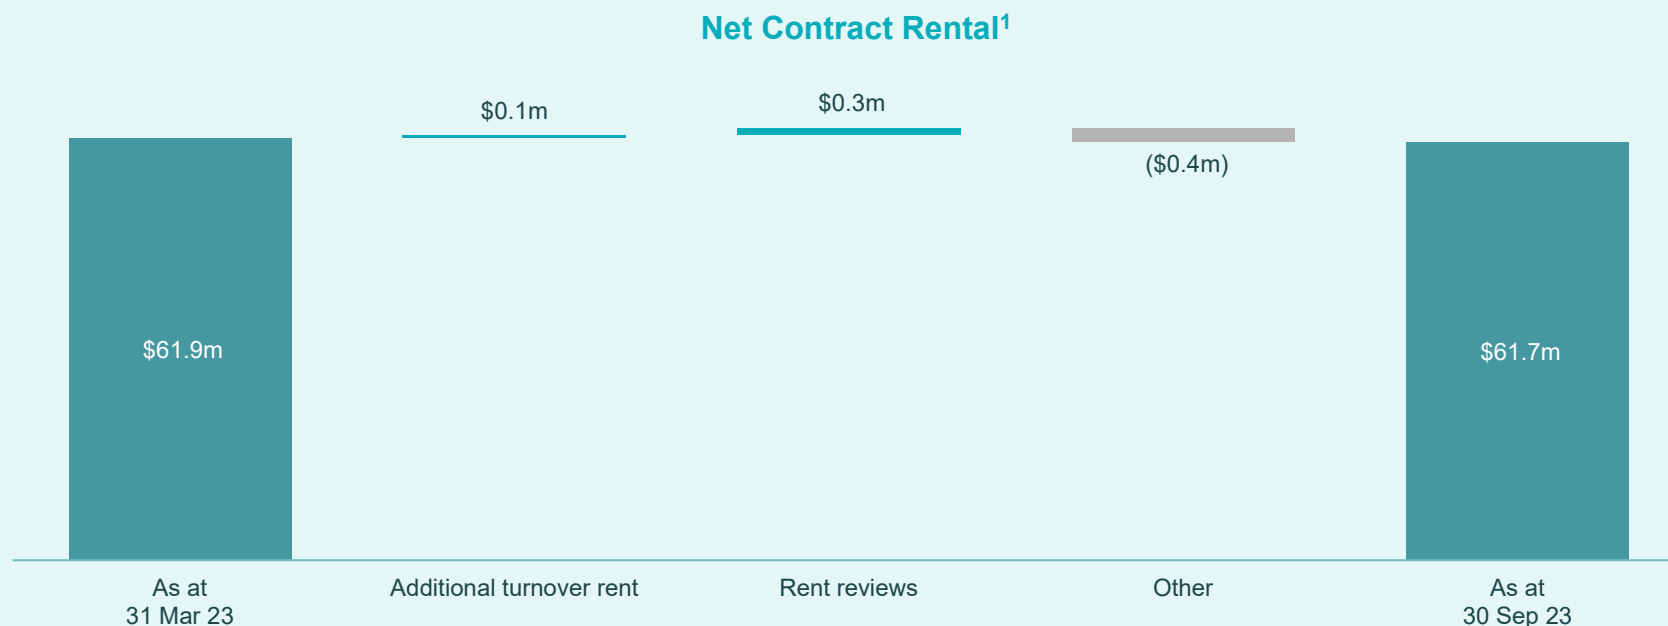 Net Contract Rental¹
$0.1m
$0.3m
($0.4m)
$61.9m
$61.7m
As at
31 Mar 23
Additional turnover rent
Rent reviews
Other
As at
30 Sep 23